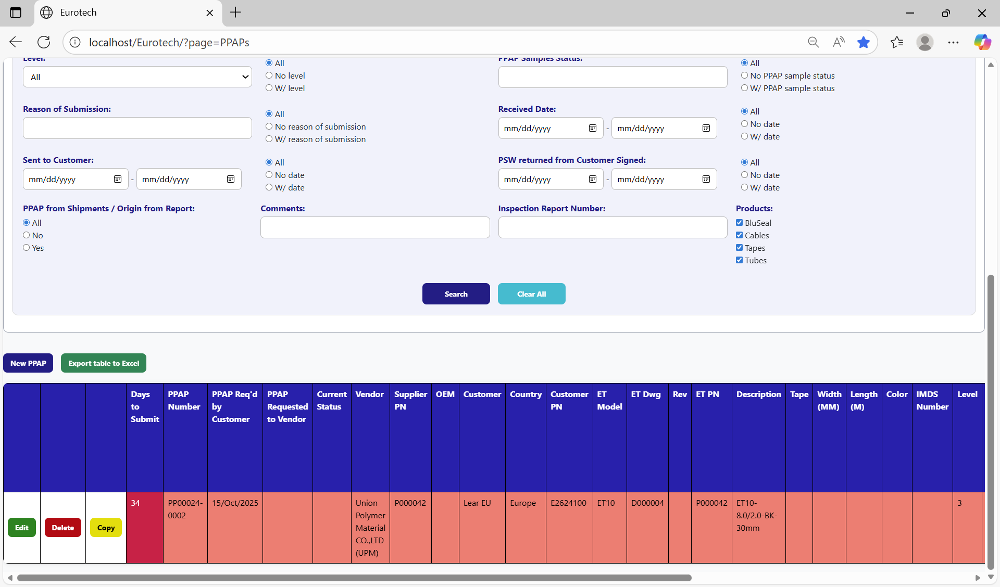 Eurotech
localhost/Eurotech/?page=PPAPs
Level:
All
All
No level
W/ level
PPAP Samples Status:
All
No PPAP sample status
W/ PPAP sample status
Reason of Submission:
All
No reason of submission
W/ reason of submission
Received Date:
mm/dd/yyyy - mm/dd/yyyy
All
No date
W/ date
Sent to Customer:
mm/dd/yyyy - mm/dd/yyyy
All
No date
W/ date
PSW returned from Customer Signed:
mm/dd/yyyy - mm/dd/yyyy
All
No date
W/ date
PPAP from Shipments / Origin from Report:
All
No
Yes
Comments:
Inspection Report Number:
Products:
BluSeal
Cables
Tapes
Tubes
Search
Clear All
New PPAP
Export table to Excel
Days
to
Submit
PPAP
Number
PPAP Req'd
by
Customer
PPAP
Requested
to Vendor
Current
Status
Vendor
Supplier
PN
OEM
Customer
Country
Customer
PN
ET
Model
ET Dwg
Rev
ET PN
Description
Tape
Width
(MM)
Length
(M)
Color
IMDS
Number
Level
Edit
Delete
Copy
34
PP00024-
0002
15/Oct/2025
Union
Polymer
Material
CO.,LTD
(UPM)
P000042
Lear EU
Europe
E2624100
ET10
D000004
P000042
ET10-
8.0/2.0-BK-
30mm
3